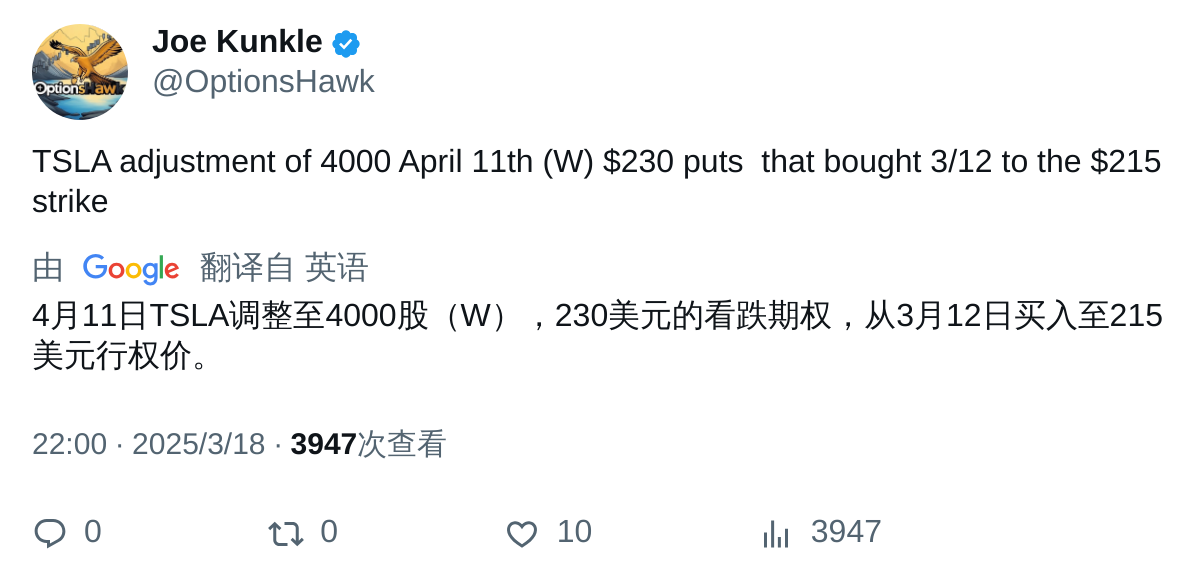 OptionsHawk
Joe Kunkle
@OptionsHawk
TSLA adjustment of 4000 April 11th (W) $230 puts  that bought 3/12 to the $215
strike
由 Google 翻译自 英语
4月11日TSLA调整至4000股（W），230美元的看跌期权，从3月12日买入至215
美元行权价。
22:00 · 2025/3/18 · 3947次查看
0 0 10 3947